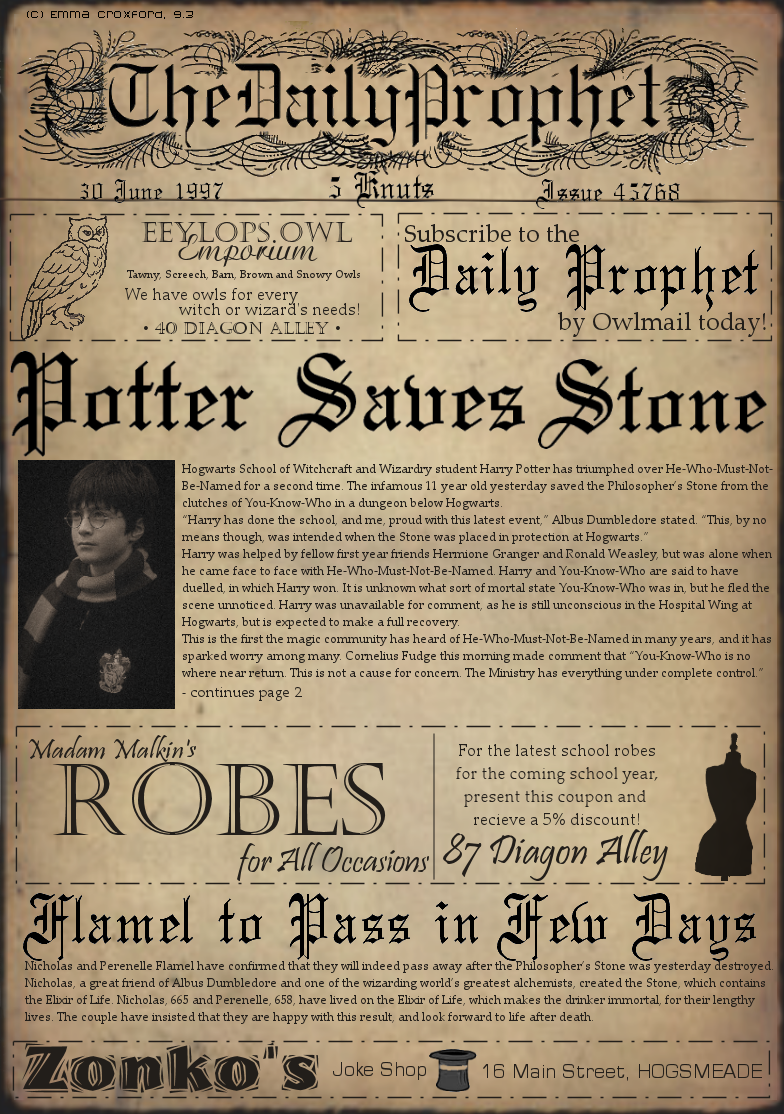 (C) Emma Croxford, 9.3
The Daily Prophet
30 June 1997
5 Knuts
Issue 45768
EEYLOPS OWL
Emporium
Tawny, Screech, Barn, Brown and Snowy Owls
We have owls for every
witch or wizard's needs!
• 40 DIAGON ALLEY •
Subscribe to the
Daily Prophet
by Owlmail today!
Potter Saves Stone
Hogwarts School of Witchcraft and Wizardry student Harry Potter has triumphed over He-Who-Must-Not-
Be-Named for a second time. The infamous 11 year old yesterday saved the Philosopher's Stone from the
clutches of You-Know-Who in a dungeon below Hogwarts.
"Harry has done the school, and me, proud with this latest event," Albus Dumbledore stated. "This, by no
means though, was intended when the Stone was placed in protection at Hogwarts."
Harry was helped by fellow first year friends Hermione Granger and Ronald Weasley, but was alone when
he came face to face with He-Who-Must-Not-Be-Named. Harry and You-Know-Who are said to have
duelled, in which Harry won. It is unknown what sort of mortal state You-Know-Who was in, but he fled the
scene unnoticed. Harry was unavailable for comment, as he is still unconscious in the Hospital Wing at
Hogwarts, but is expected to make a full recovery.
This is the first the magic community has heard of He-Who-Must-Not-Be-Named in many years, and it has
sparked worry among many. Cornelius Fudge this morning made comment that "You-Know-Who is no
where near return. This is not a cause for concern. The Ministry has everything under complete control."
- continues page 2
Madam Malkin's
ROBES
for All Occasions
For the latest school robes
for the coming school year,
present this coupon and
recieve a 5% discount!
87 Diagon Alley
Flamel to Pass in Few Days
Nicholas and Perenelle Flamel have confirmed that they will indeed pass away after the Philosopher's Stone was yesterday destroyed.
Nicholas, a great friend of Albus Dumbledore and one of the wizarding world's greatest alchemists, created the Stone, which contains
the Elixir of Life. Nicholas, 665 and Perenelle, 658, have lived on the Elixir of Life, which makes the drinker immortal, for their lengthy
lives. The couple have insisted that they are happy with this result, and look forward to life after death.
Zonko's Joke Shop 16 Main Street, HOGSMEADE